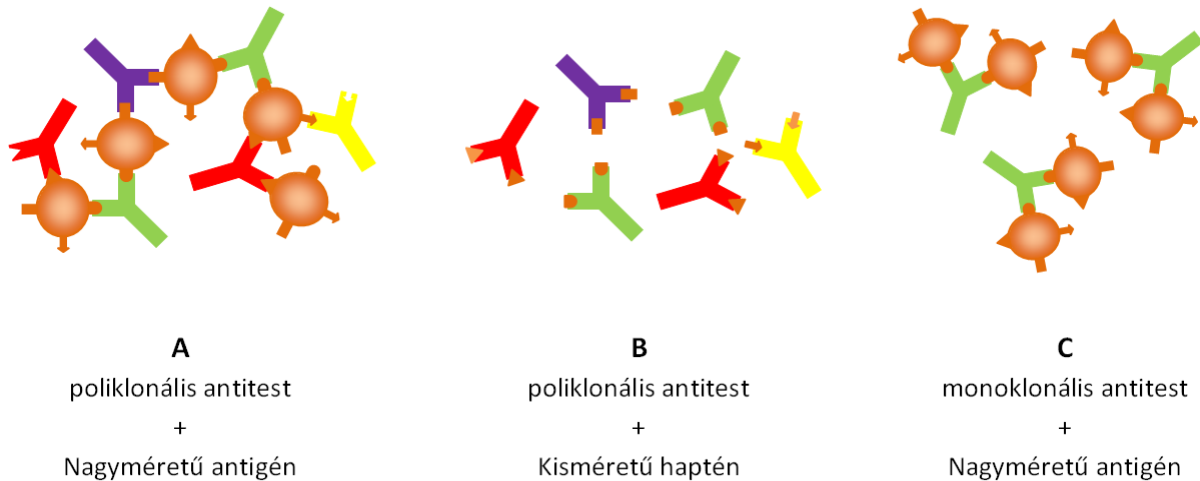 A
poliklonális antitest
+
Nagyméretű antigén
B
poliklonális antitest
+
Kisméretű haptén
C
monoklonális antitest
+
Nagyméretű antigén